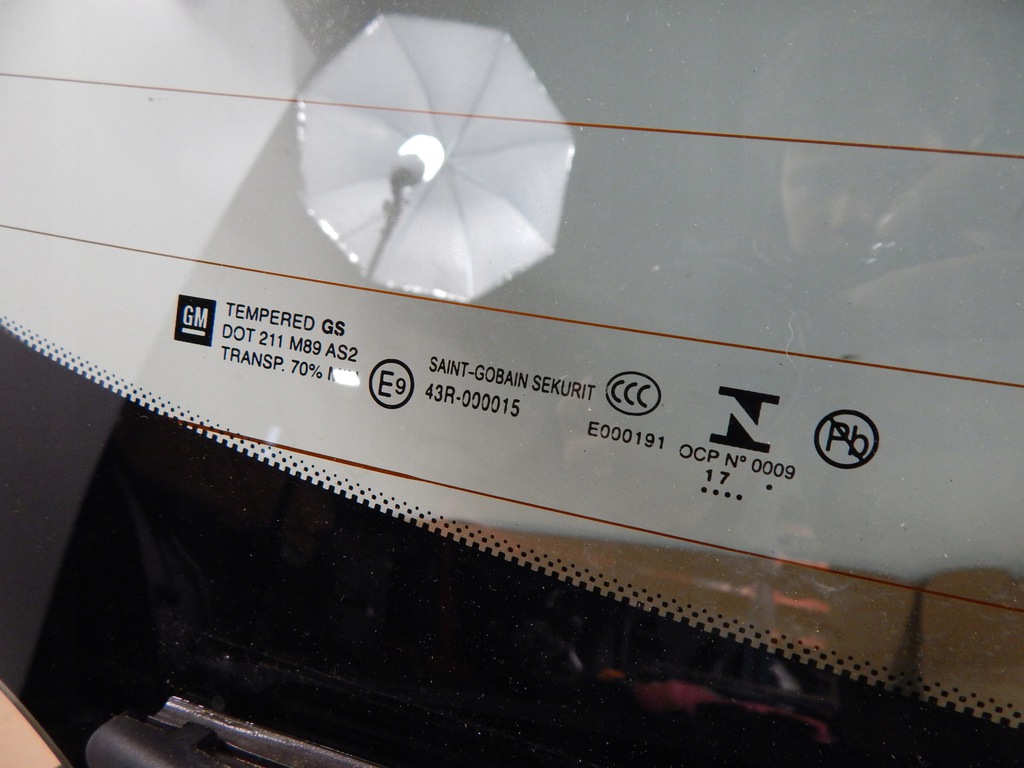 GM
TEMPERED GS
DOT 211 M89 AS2
TRANSP. 70%
E9
SAINT-GOBAIN SEKURIT
43R-000015
CCC
E000191
N
OCP N° 0009
17
Pb